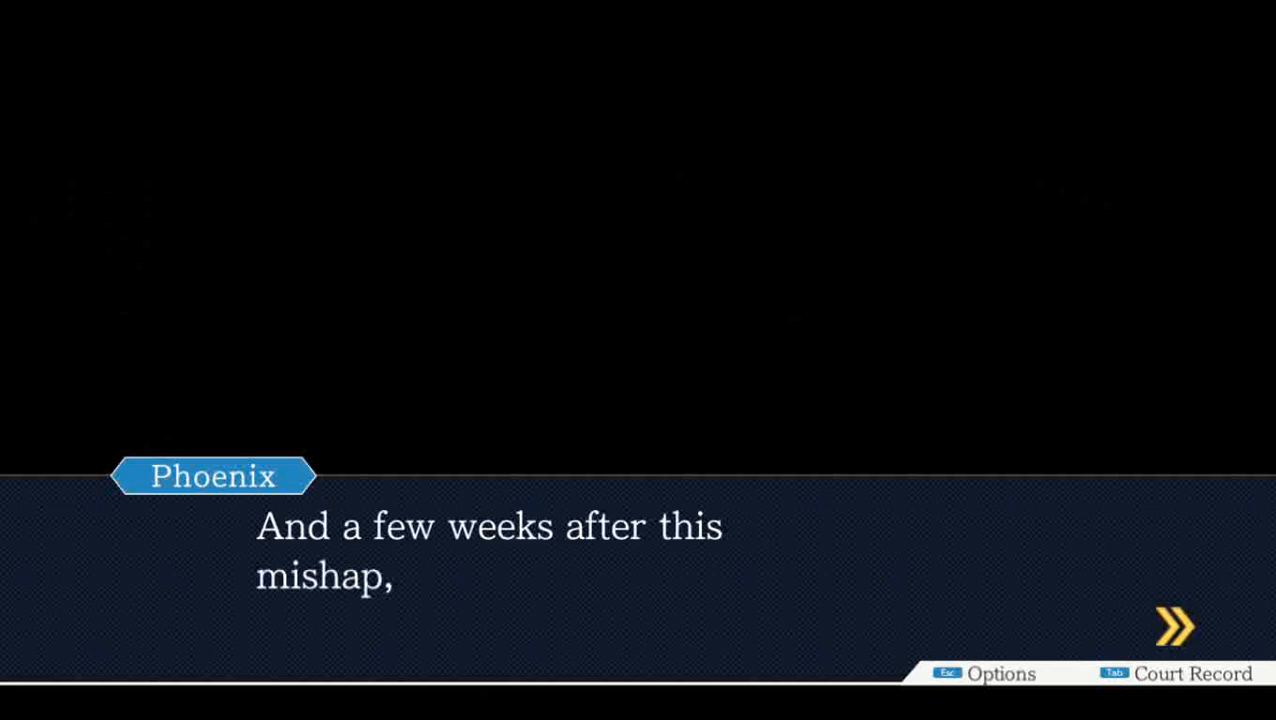 Phoenix
And a few weeks after this
mishap,
Esc Options
Tab Court Record